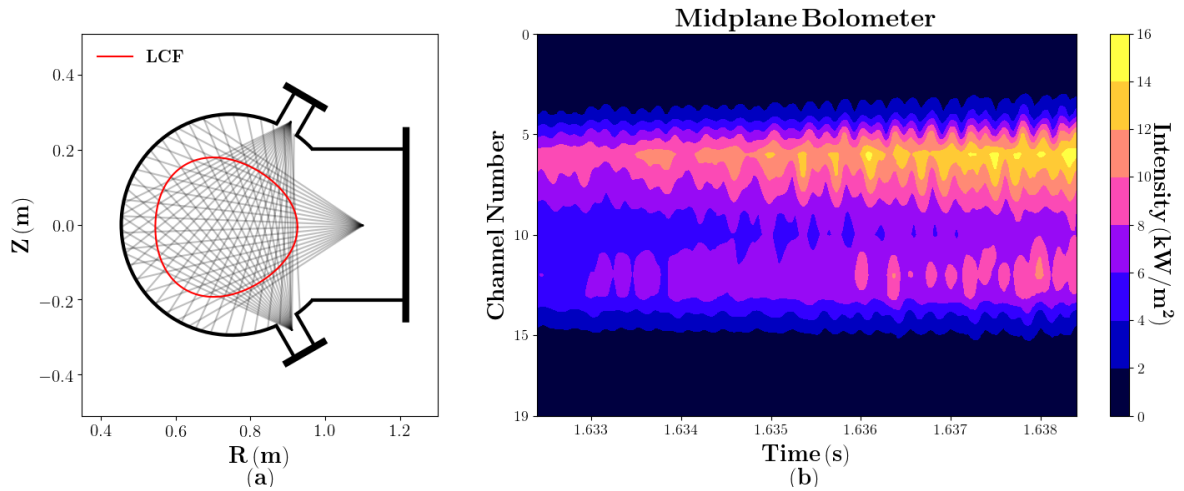 Midplane Bolometer
LCF
0.4
0.2
0.0
−0.2
−0.4
Z (m)
0.4 0.6 0.8 1.0 1.2
R (m)
(a)
0
5
10
15
19
Channel Number
1.633 1.634 1.635 1.636 1.637 1.638
Time (s)
(b)
16
14
12
10
8
6
4
2
0
Intensity (kW/m²)